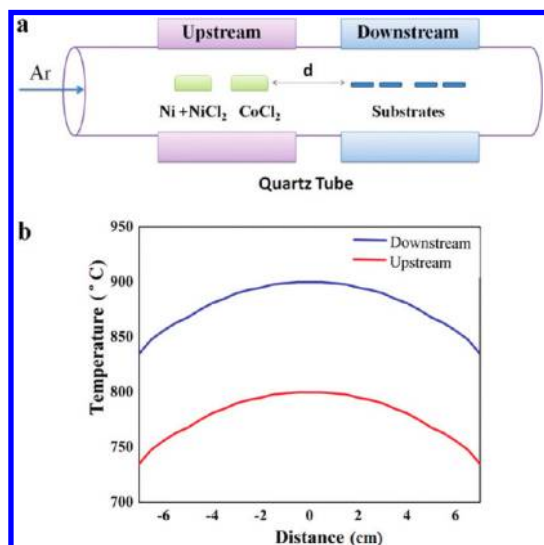 a
Upstream
Downstream
Ar
d
Ni +NiCl₂
CoCl₂
Substrates
Quartz Tube
b
950
900
850
800
750
700
Temperature ( ° C)
Downstream
Upstream
-6 -4 -2 0 2 4 6
Distance (cm)